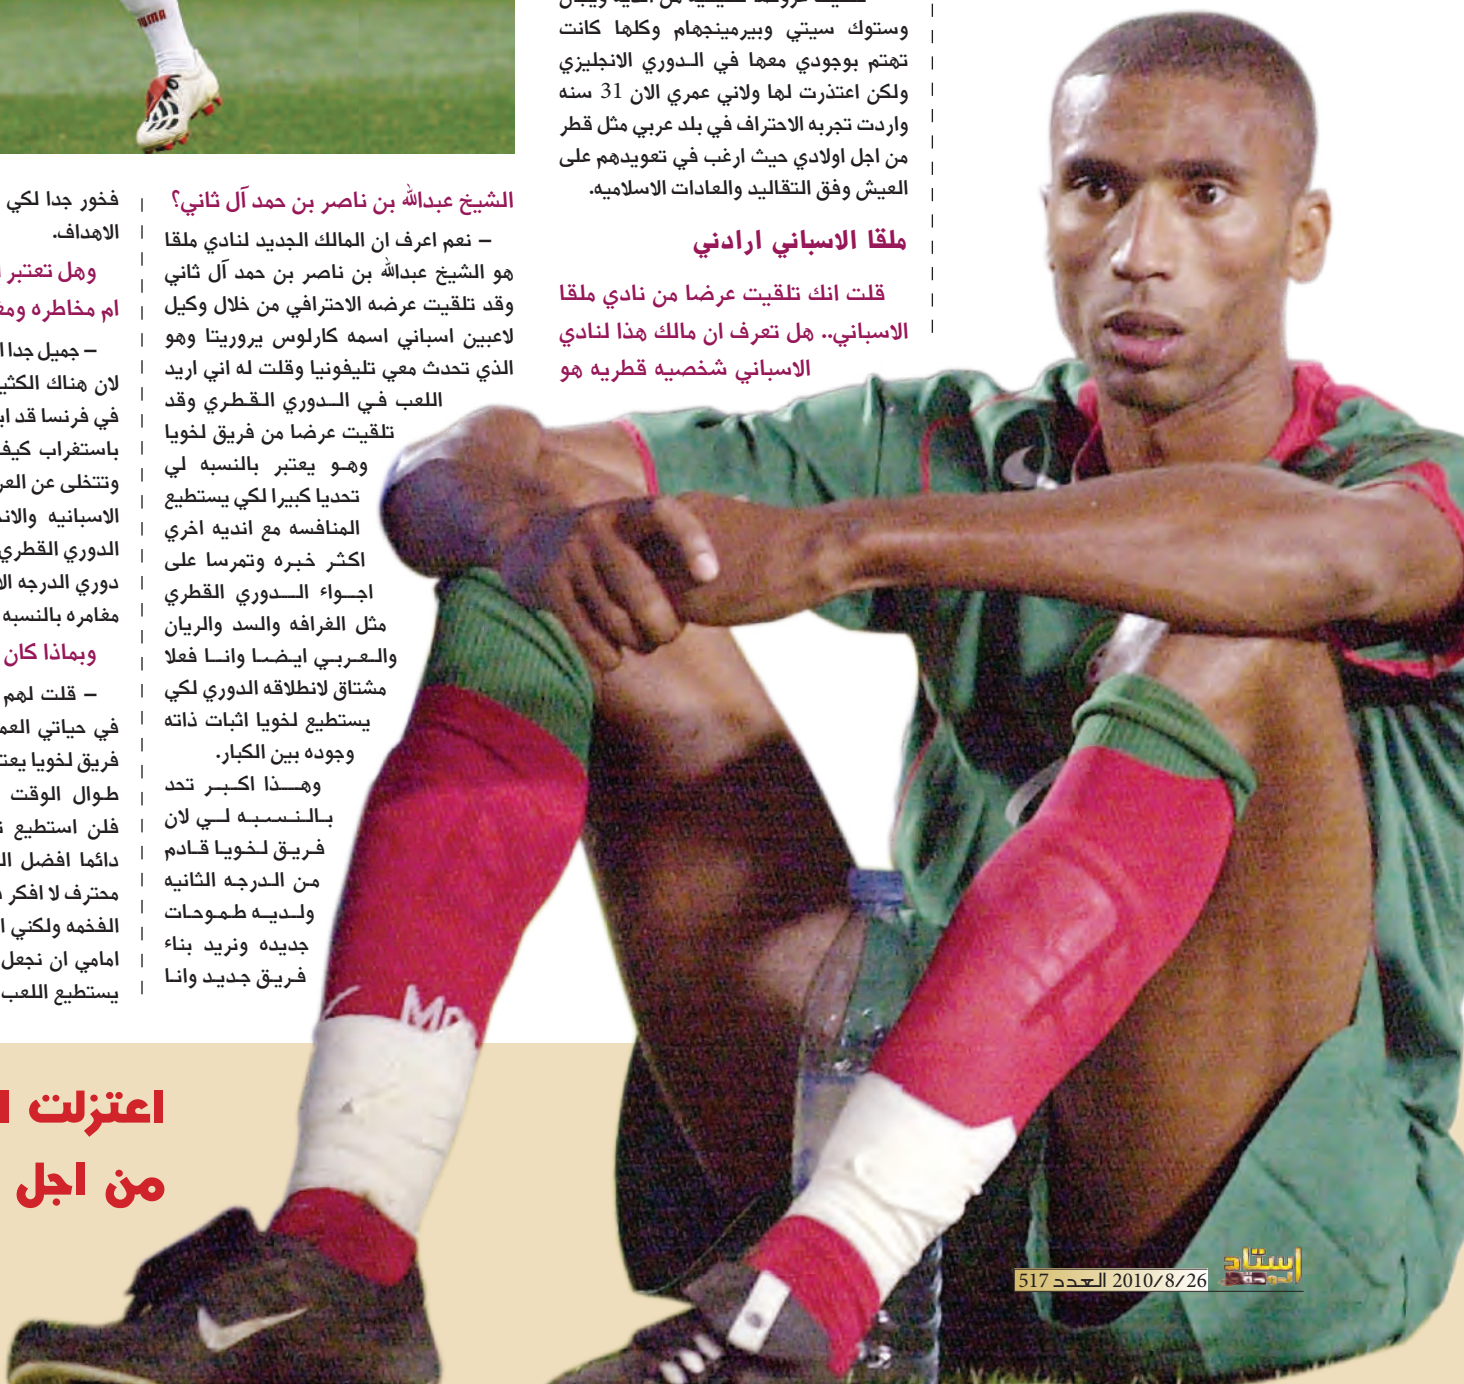 وستوك سيتي وبيرمينجهام وكلها كانت
تهتم بوجودي معها في الدوري الانجليزي
ولكن اعتذرت لها ولاني عمري الان 31 سنه
واردت تجربه الاحتراف في بلد عربي مثل قطر
من اجل اولادي حيث ارغب في تعويدهم على
العيش وفق التقاليد والعادات الاسلاميه.
ملقا الاسباني ارادني
قلت انك تلقيت عرضا من نادي ملقا
الاسباني.. هل تعرف ان مالك هذا لنادي
الاسباني شخصيه قطريه هو
الشيخ عبدالله بن ناصر بن حمد آل ثاني؟
– نعم اعرف ان المالك الجديد لنادي ملقا
هو الشيخ عبدالله بن ناصر بن حمد آل ثاني
وقد تلقيت عرضه الاحترافي من خلال وكيل
لاعبين اسباني اسمه كارلوس يروريتا وهو
الذي تحدث معي تليفونيا وقلت له اني اريد
اللعب في الدوري القطري وقد
تلقيت عرضا من فريق لخويا
وهو يعتبر بالنسبه لي
تحديا كبيرا لكي يستطيع
المنافسه مع انديه اخري
اكثر خبره وتمرسا على
اجواء الدوري القطري
مثل الغرافه والسد والريان
والعربي ايضا وانا فعلا
مشتاق لانطلاقه الدوري لكي
يستطيع لخويا اثبات ذاته
وجوده بين الكبار.
وهذا اكبر تحد
بالنسبه لي لان
فريق لخويا قادم
من الدرجه الثانيه
ولديه طموحات
جديده ونريد بناء
فريق جديد وانا
فخور جدا لكي
الاهداف.
وهل تعتبر
ام مخاطره
– جميل جدا
لان هناك
في فرنسا قد
باستغراب
وتتخلى عن
الاسبانيه
الدوري القطري
دوري الدرجه
مغامره بالنسبه
وبماذا كان
– قلت لهم
في حياتي
فريق لخويا
طوال الوقت
فلن استطيع
دائما افضل
محترف لا افكر
الفخمه ولكني
امامي ان نجعل
يستطيع اللعب
اعتزلت
من اجل
استاد الدوحة
2010/8/26 العدد 517